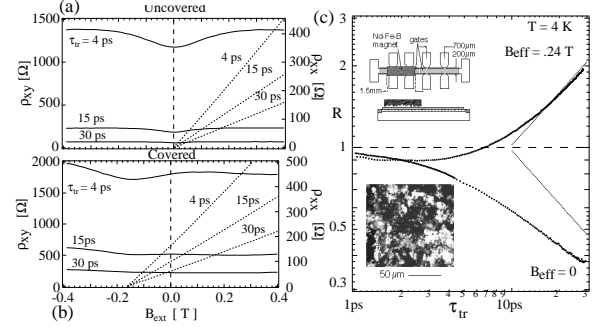 (a)
Uncovered
ρxy [Ω]
1500
1000
500
0
τtr = 4 ps
15 ps
30 ps
4 ps
15 ps
30 ps
400
300
200
100
0
ρxx [Ω]
Covered
ρxy [Ω]
2000
1500
1000
500
0
τtr = 4 ps
15ps
30 ps
4 ps
15ps
30ps
500
400
300
200
100
0
ρxx [Ω]
-0.4
-0.2
0.0
0.2
0.4
(b)
Bext [ T ]
(c)
T = 4 K
Beff = .24 T
Nd-Fe-B
magnet
gates
700µm
200µm
1.5mm
R
3
2
1
0.5
0.3
50 µm
Beff = 0
1ps
2
4
5
6
7
8
9
10ps
2
3
τtr